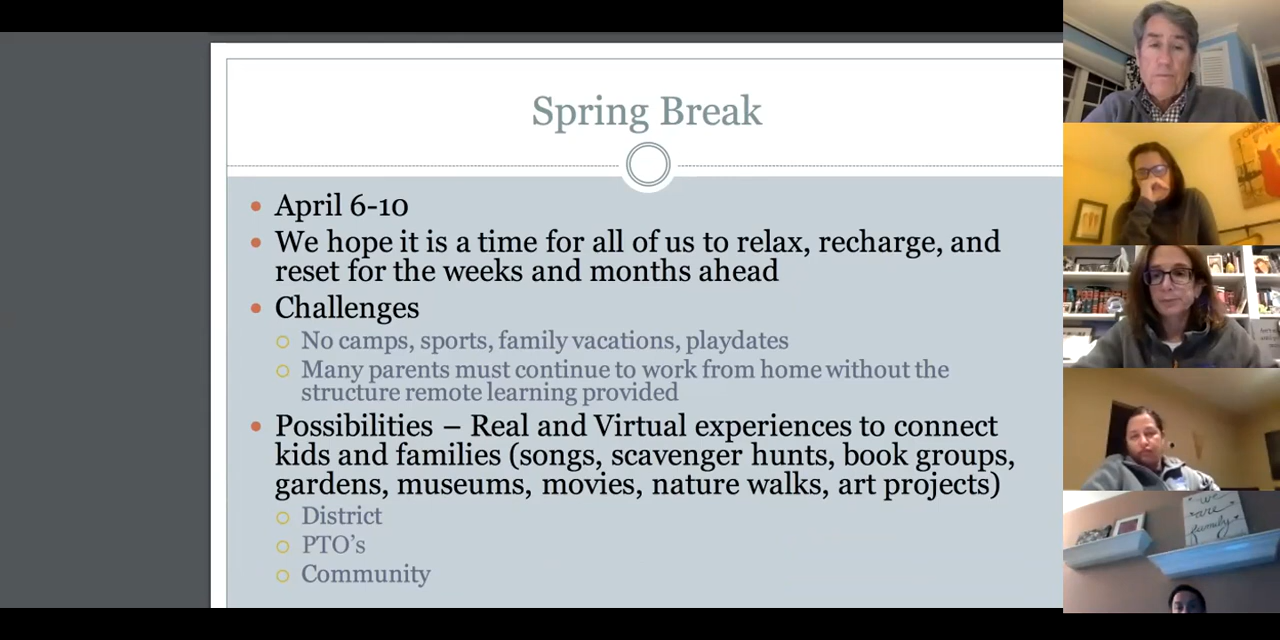 Spring Break
April 6-10
We hope it is a time for all of us to relax, recharge, and
reset for the weeks and months ahead
Challenges
No camps, sports, family vacations, playdates
Many parents must continue to work from home without the
structure remote learning provided
Possibilities – Real and Virtual experiences to connect
kids and families (songs, scavenger hunts, book groups,
gardens, museums, movies, nature walks, art projects)
District
PTO's
Community
we
are
family